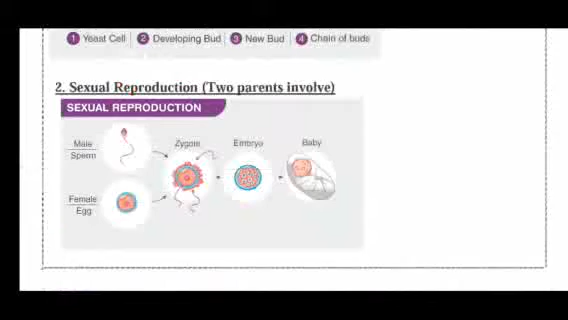 1 Yeast Cell 2 Developing Bud 3 New Bud 4 Chain of buds
2. Sexual Reproduction (Two parents involve)
SEXUAL REPRODUCTION
Male
Sperm
Zygote
Embryo
Baby
Female
Egg